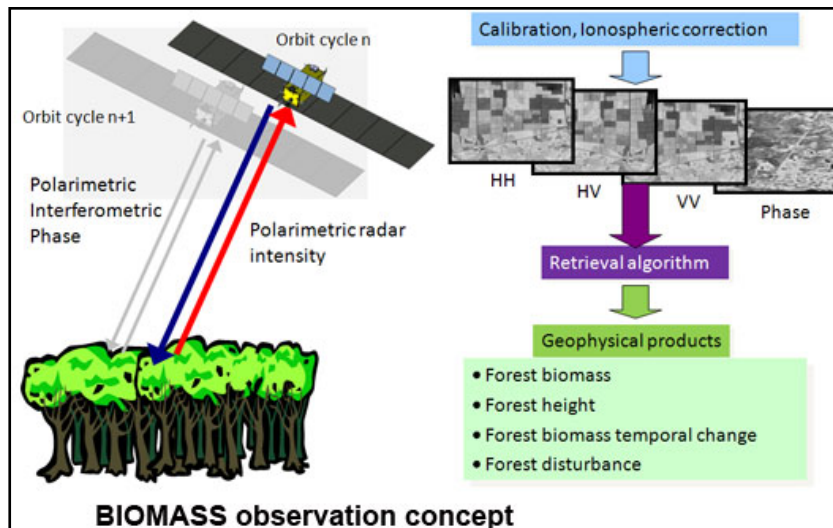 Orbit cycle n
Orbit cycle n+1
Polarimetric
Interferometric
Phase
Polarimetric radar
intensity
BIOMASS observation concept
Calibration, Ionospheric correction
HH
HV
VV
Phase
Retrieval algorithm
Geophysical products
• Forest biomass
• Forest height
• Forest biomass temporal change
• Forest disturbance